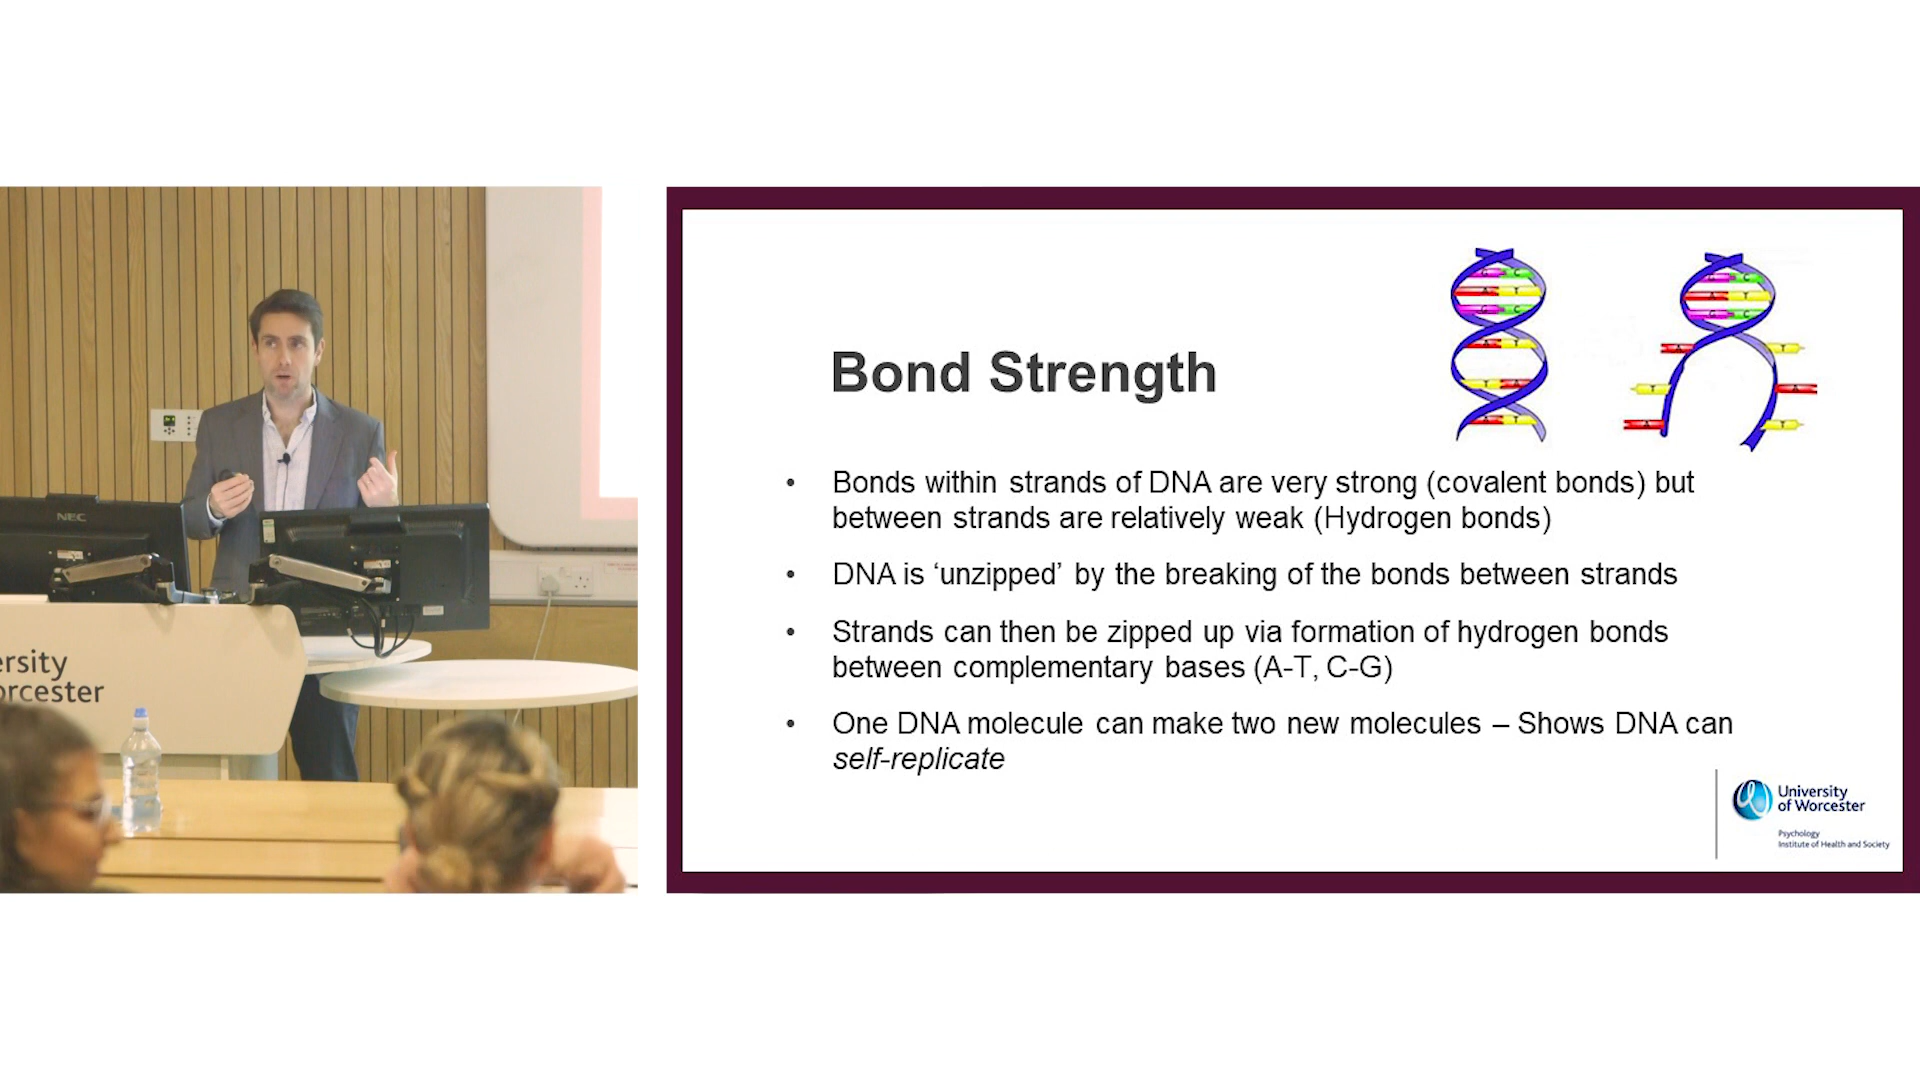 NEC
ersity
orcester
Bond Strength
• Bonds within strands of DNA are very strong (covalent bonds) but
between strands are relatively weak (Hydrogen bonds)
• DNA is ‘unzipped’ by the breaking of the bonds between strands
• Strands can then be zipped up via formation of hydrogen bonds
between complementary bases (A-T, C-G)
• One DNA molecule can make two new molecules – Shows DNA can
self-replicate
University
of Worcester
Psychology
Institute of Health and Society